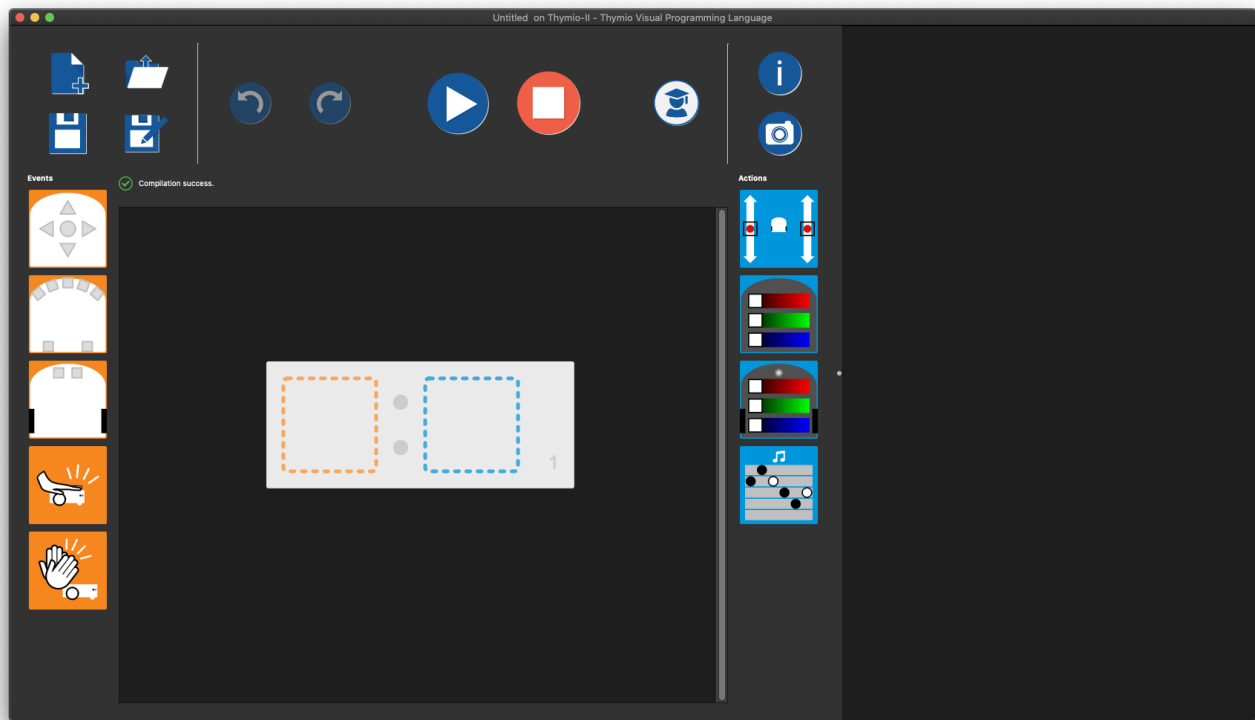 Untitled on Thymio-II - Thymio Visual Programming Language
i
Events
Compilation success.
Actions
1